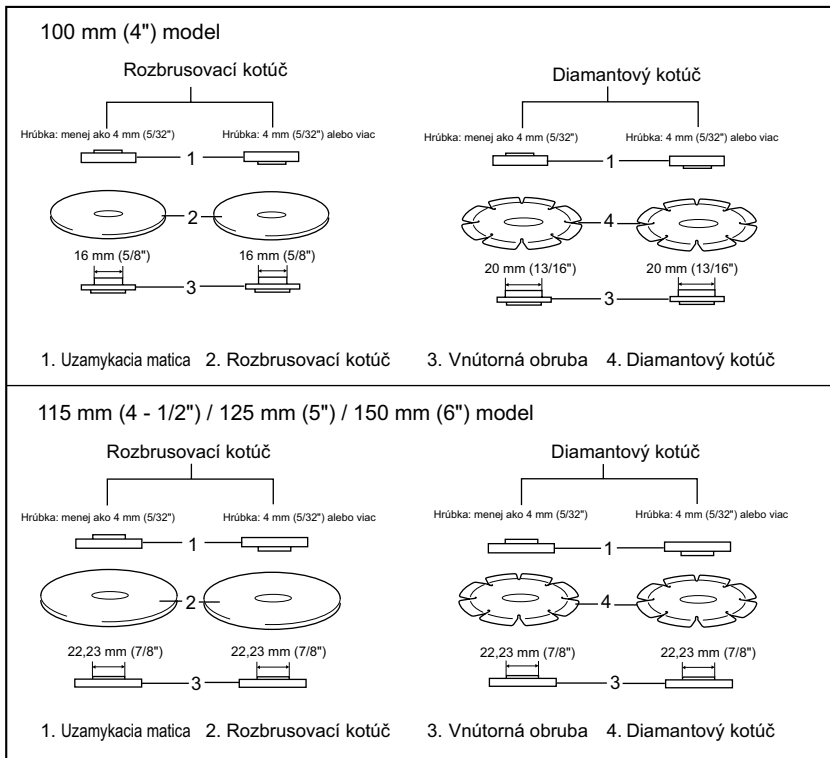 100 mm (4") model
Rozbrusovací kotúč
Hrúbka: menej ako 4 mm (5/32") Hrúbka: 4 mm (5/32") alebo viac
1
2
16 mm (5/8") 16 mm (5/8")
3
Diamantový kotúč
Hrúbka: menej ako 4 mm (5/32") Hrúbka: 4 mm (5/32") alebo viac
1
4
20 mm (13/16") 20 mm (13/16")
3
1. Uzamykacia matica 2. Rozbrusovací kotúč 3. Vnútorná obruba 4. Diamantový kotúč
115 mm (4 - 1/2") / 125 mm (5") / 150 mm (6") model
Rozbrusovací kotúč
Hrúbka: menej ako 4 mm (5/32") Hrúbka: 4 mm (5/32") alebo viac
1
2
22,23 mm (7/8") 22,23 mm (7/8")
3
Diamantový kotúč
Hrúbka: menej ako 4 mm (5/32") Hrúbka: 4 mm (5/32") alebo viac
1
4
22,23 mm (7/8") 22,23 mm (7/8")
3
1. Uzamykacia matica 2. Rozbrusovací kotúč 3. Vnútorná obruba 4. Diamantový kotúč